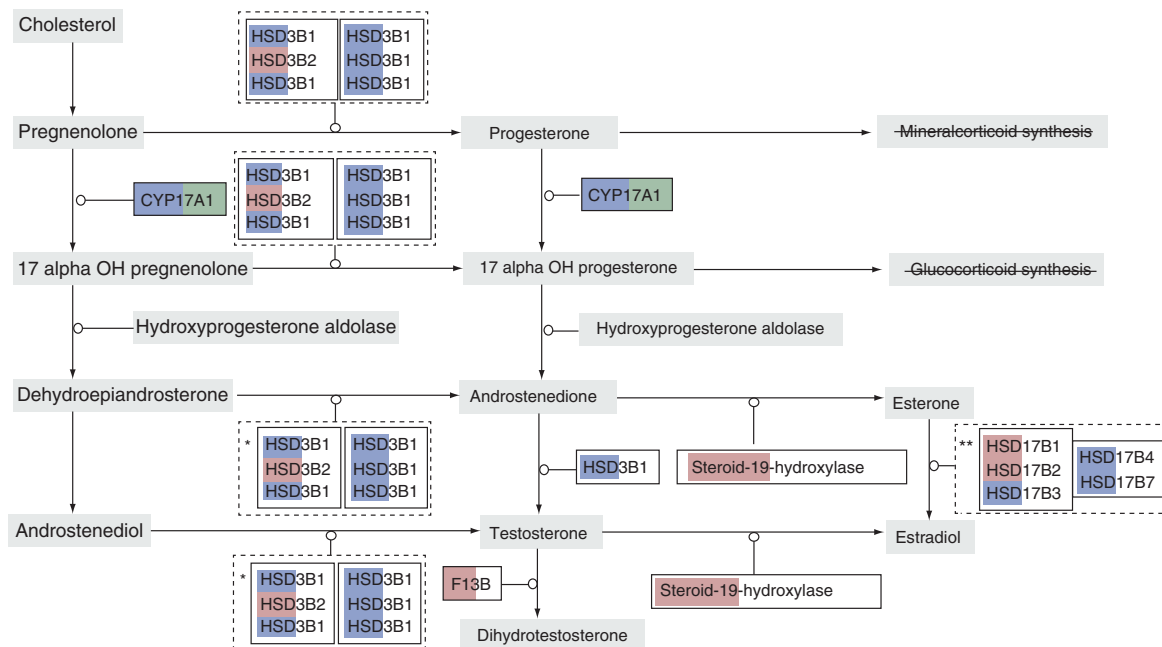 Cholesterol
HSD3B1
HSD3B2
HSD3B1
HSD3B1
HSD3B1
HSD3B1
Pregnenolone
Progesterone
Mineralcorticoid synthesis
CYP17A1
HSD3B1
HSD3B2
HSD3B1
HSD3B1
HSD3B1
HSD3B1
CYP17A1
17 alpha OH pregnenolone
17 alpha OH progesterone
Glucocorticoid synthesis
Hydroxyprogesterone aldolase
Hydroxyprogesterone aldolase
Dehydroepiandrosterone
Androstenedione
Esterone
*
HSD3B1
HSD3B2
HSD3B1
HSD3B1
HSD3B1
HSD3B1
HSD3B1
Steroid-19-hydroxylase
**
HSD17B1
HSD17B2
HSD17B3
HSD17B4
HSD17B7
Androstenediol
Testosterone
Estradiol
*
HSD3B1
HSD3B2
HSD3B1
HSD3B1
HSD3B1
HSD3B1
F13B
Steroid-19-hydroxylase
Dihydrotestosterone